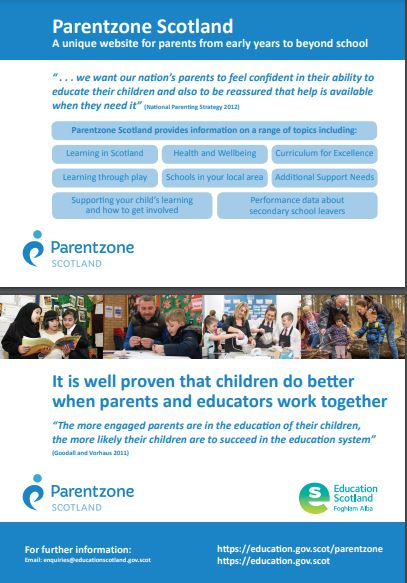 Parentzone Scotland
A unique website for parents from early years to beyond school
“ . . . we want our nation’s parents to feel confident in their ability to
educate their children and also to be reassured that help is available
when they need it” (National Parenting Strategy 2012)
Parentzone Scotland provides information on a range of topics including:
Learning in Scotland
Health and Wellbeing
Curriculum for Excellence
Learning through play
Schools in your local area
Additional Support Needs
Supporting your child’s learning
and how to get involved
Performance data about
secondary school leavers
Parentzone
SCOTLAND
It is well proven that children do better
when parents and educators work together
“The more engaged parents are in the education of their children,
the more likely their children are to succeed in the education system”
(Goodall and Vorhaus 2011)
Parentzone
SCOTLAND
Education
Scotland
Foghlam Alba
For further information:
Email: enquiries@educationscotland.gov.scot
https://education.gov.scot/parentzone
https://education.gov.scot